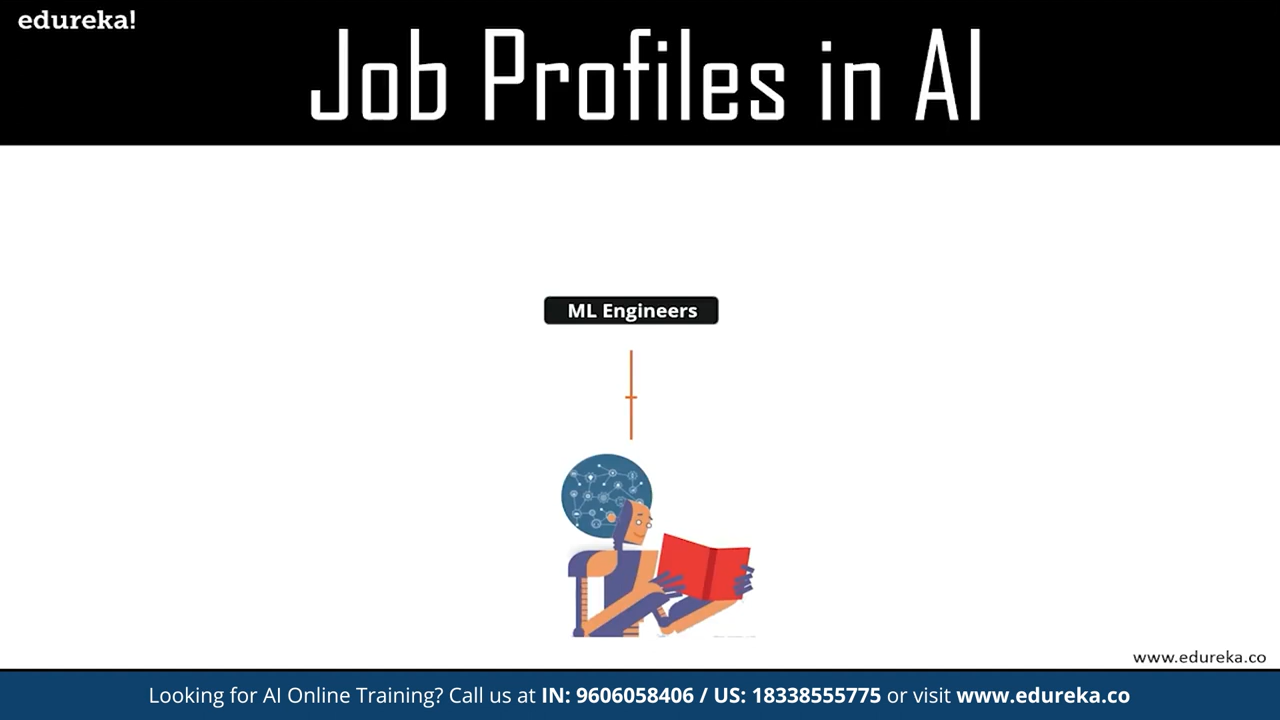 edureka!
Job Profiles in AI
ML Engineers
www.edureka.co
Looking for AI Online Training? Call us at IN: 9606058406 / US: 18338555775 or visit www.edureka.co